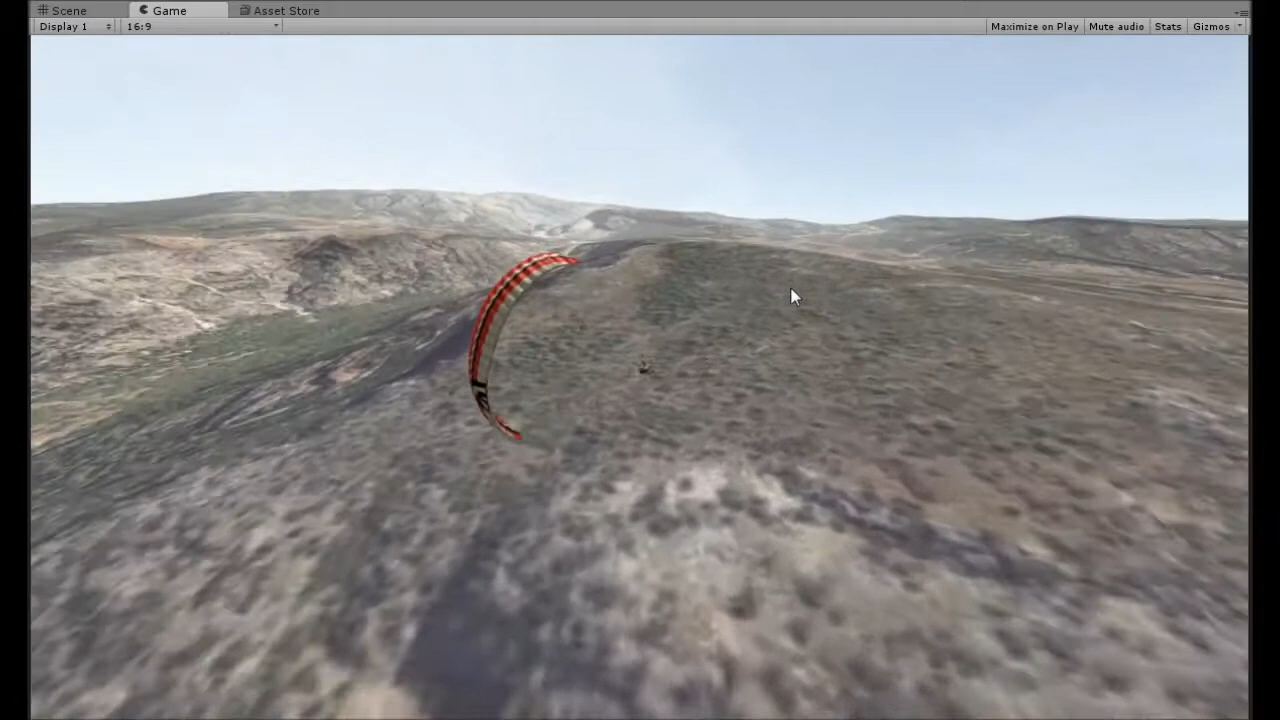 Scene Game Asset Store
Display 1 16:9 Maximize on Play Mute audio Stats Gizmos